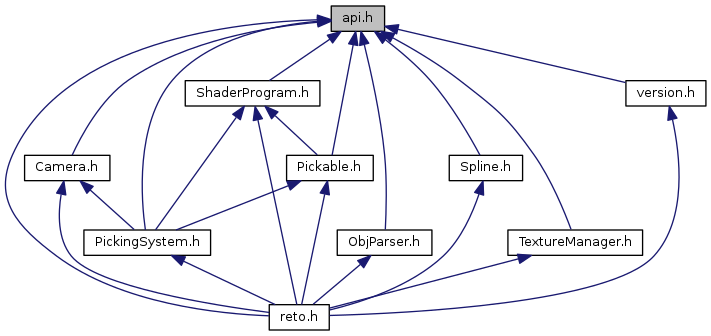 api.h
ShaderProgram.h
version.h
Camera.h
Pickable.h
Spline.h
PickingSystem.h
ObjParser.h
TextureManager.h
reto.h